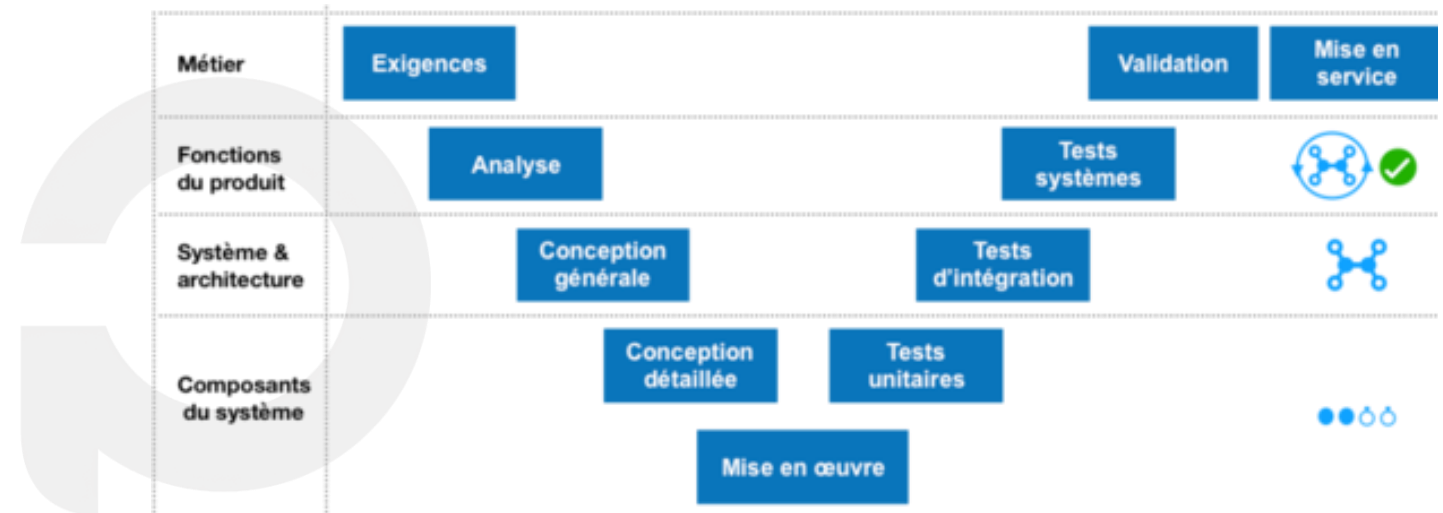 Métier
Exigences
Validation
Mise en
service
Fonctions
du produit
Analyse
Tests
systèmes
Système &
architecture
Conception
générale
Tests
d'intégration
Composants
du système
Conception
détaillée
Tests
unitaires
Mise en œuvre